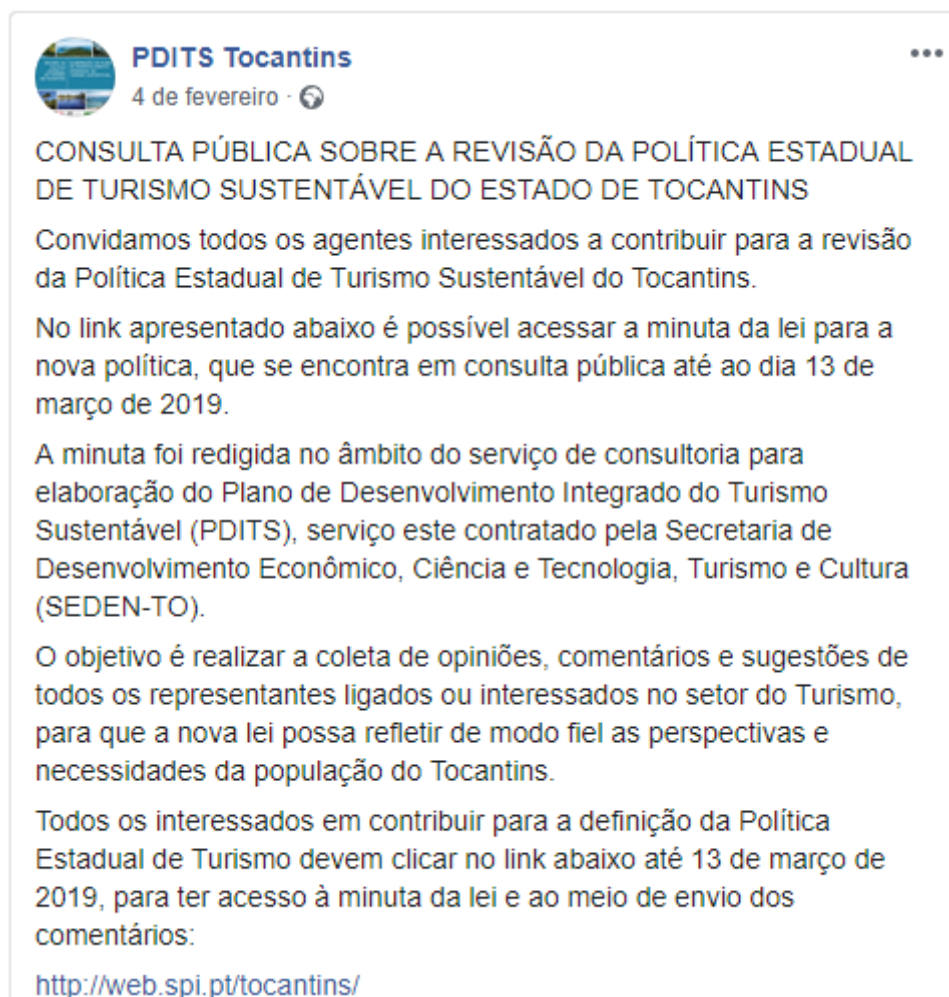 PDITS Tocantins
4 de fevereiro ·
CONSULTA PÚBLICA SOBRE A REVISÃO DA POLÍTICA ESTADUAL
DE TURISMO SUSTENTÁVEL DO ESTADO DE TOCANTINS
Convidamos todos os agentes interessados a contribuir para a revisão
da Política Estadual de Turismo Sustentável do Tocantins.
No link apresentado abaixo é possível acessar a minuta da lei para a
nova política, que se encontra em consulta pública até ao dia 13 de
março de 2019.
A minuta foi redigida no âmbito do serviço de consultoria para
elaboração do Plano de Desenvolvimento Integrado do Turismo
Sustentável (PDITS), serviço este contratado pela Secretaria de
Desenvolvimento Econômico, Ciência e Tecnologia, Turismo e Cultura
(SEDEN-TO).
O objetivo é realizar a coleta de opiniões, comentários e sugestões de
todos os representantes ligados ou interessados no setor do Turismo,
para que a nova lei possa refletir de modo fiel as perspectivas e
necessidades da população do Tocantins.
Todos os interessados em contribuir para a definição da Política
Estadual de Turismo devem clicar no link abaixo até 13 de março de
2019, para ter acesso à minuta da lei e ao meio de envio dos
comentários:
http://web.spi.pt/tocantins/